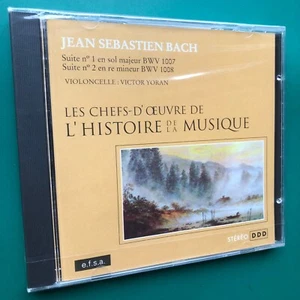 JEAN SEBASTIEN BACH
Suite nº 1 en sol majeur BWV 1007
Suite nº 2 en re mineur BWV 1008
VIOLONCELLE : VICTOR YORAN
LES CHEFS-D'ŒUVRE DE
L'HISTOIRE DE LA MUSIQUE
e.f.s.a.
STEREO DDD